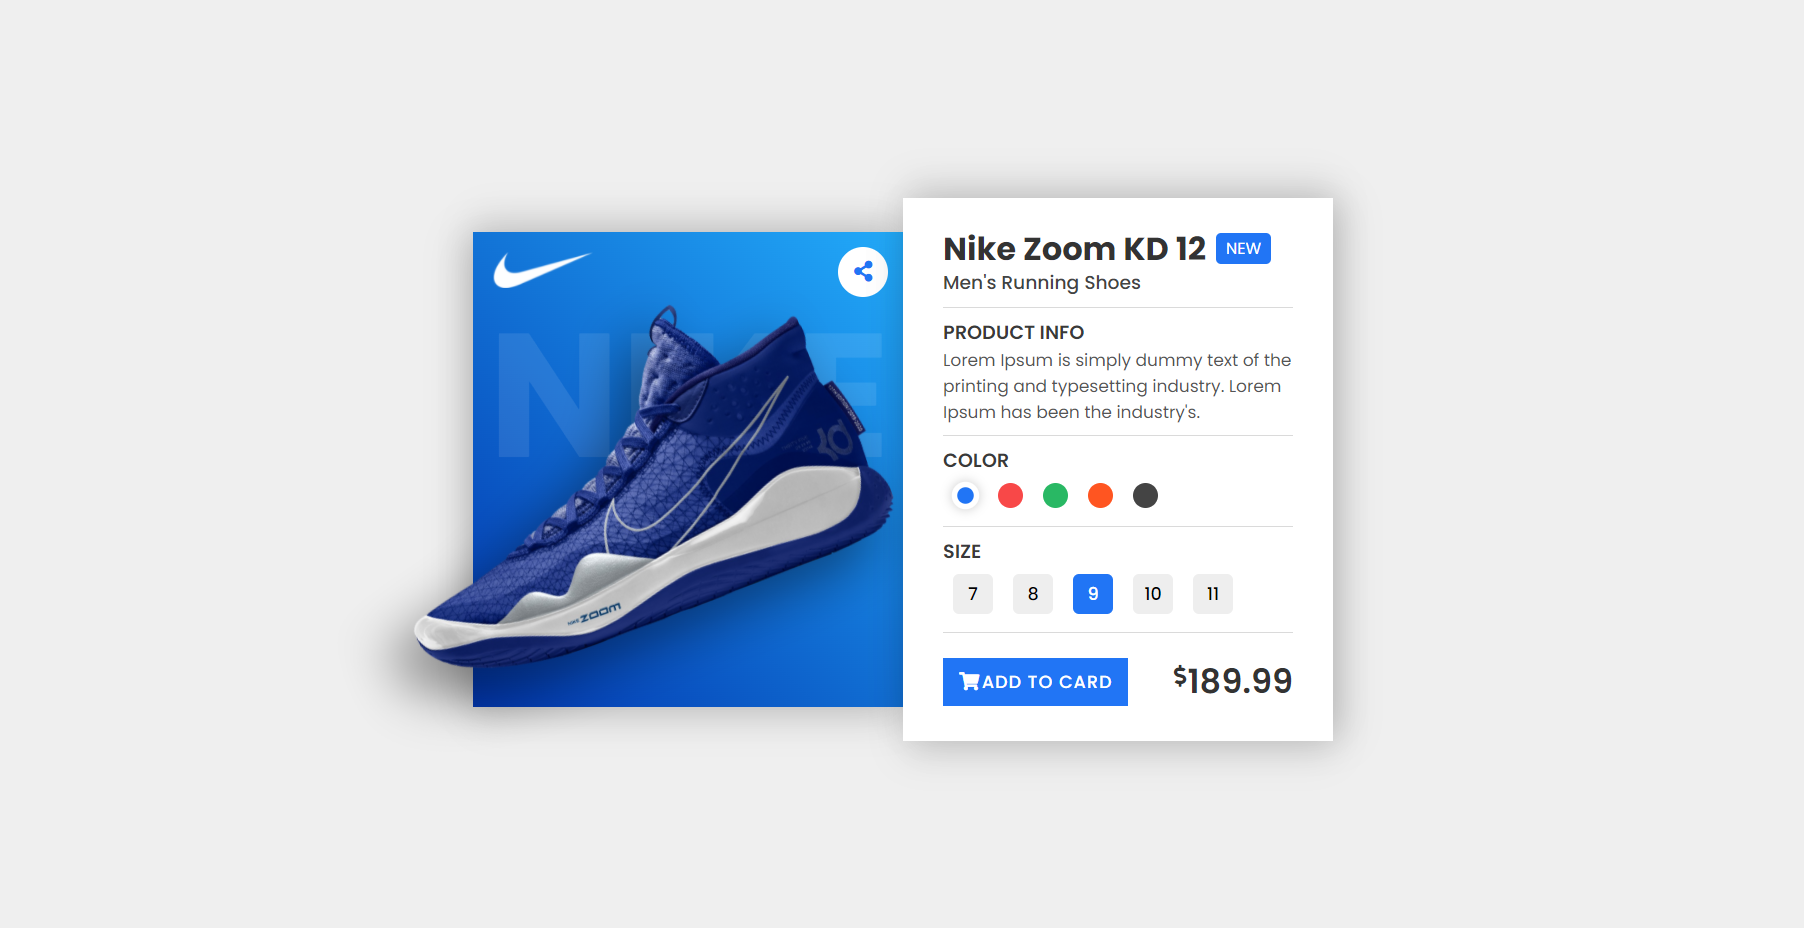 NIKE
NIKE ZOOM
Nike Zoom KD 12 NEW
Men's Running Shoes
PRODUCT INFO
Lorem Ipsum is simply dummy text of the
printing and typesetting industry. Lorem
Ipsum has been the industry's.
COLOR
SIZE
7 8 9 10 11
ADD TO CARD $189.99